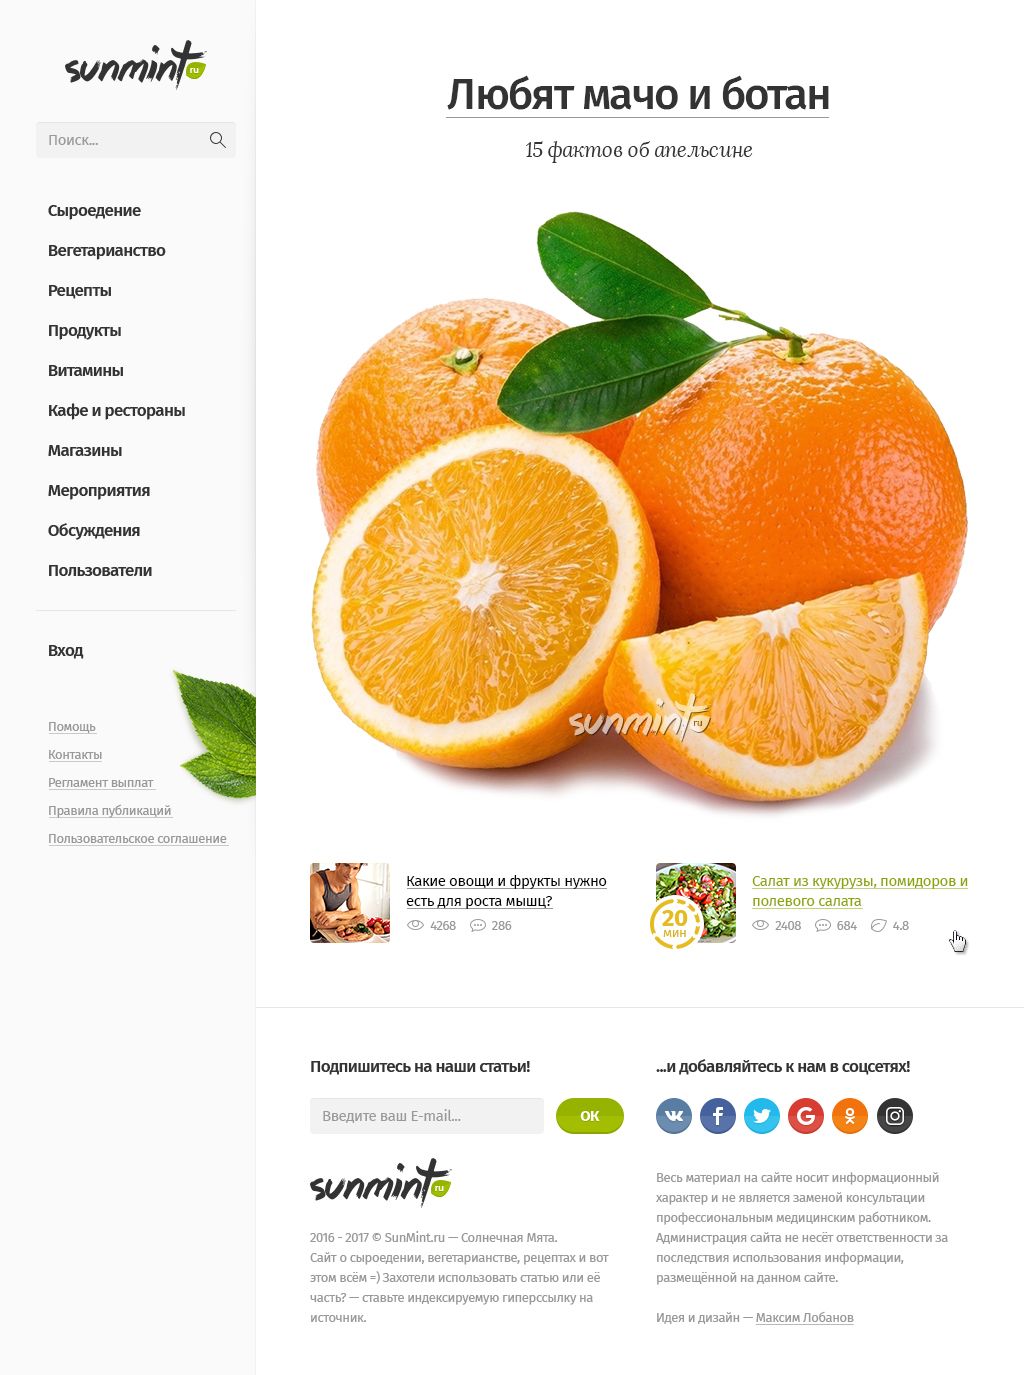 sunmint
ru
Поиск...
Сыроедение
Вегетарианство
Рецепты
Продукты
Витамины
Кафе и рестораны
Магазины
Мероприятия
Обсуждения
Пользователи
Вход
Помощь
Контакты
Регламент выплат
Правила публикаций
Пользовательское соглашение
Любят мачо и ботан
15 фактов об апельсине
sunmint
ru
Какие овощи и фрукты нужно
есть для роста мышц?
4268 286
20
мин
Салат из кукурузы, помидоров и
полевого салата
2408 684 4.8
Подпишитесь на наши статьи!
Введите ваш E-mail...
ОК
sunmint
ru
2016 - 2017 © SunMint.ru — Солнечная Мята.
Сайт о сыроедении, вегетарианстве, рецептах и вот
этом всём =) Захотели использовать статью или её
часть? — ставьте индексируемую гиперссылку на
источник.
...и добавляйтесь к нам в соцсетях!
Весь материал на сайте носит информационный
характер и не является заменой консультации
профессиональным медицинским работником.
Администрация сайта не несёт ответственности за
последствия использования информации,
размещённой на данном сайте.
Идея и дизайн — Максим Лобанов